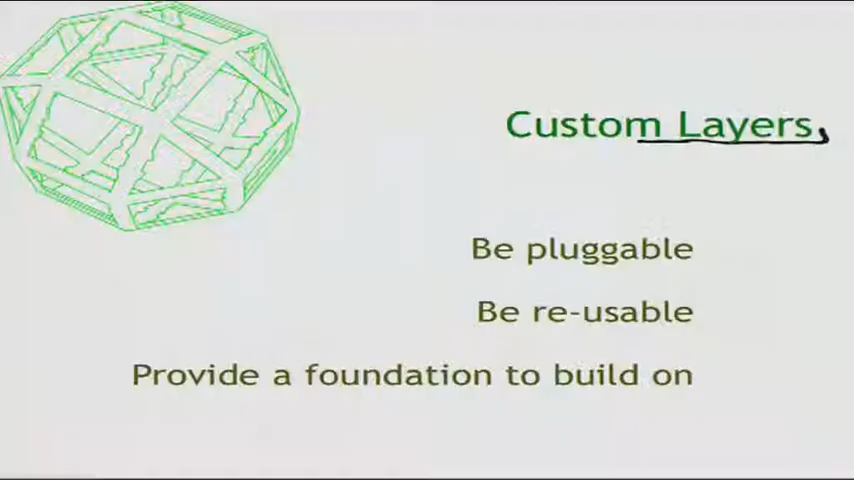 Custom Layers
Be pluggable
Be re-usable
Provide a foundation to build on